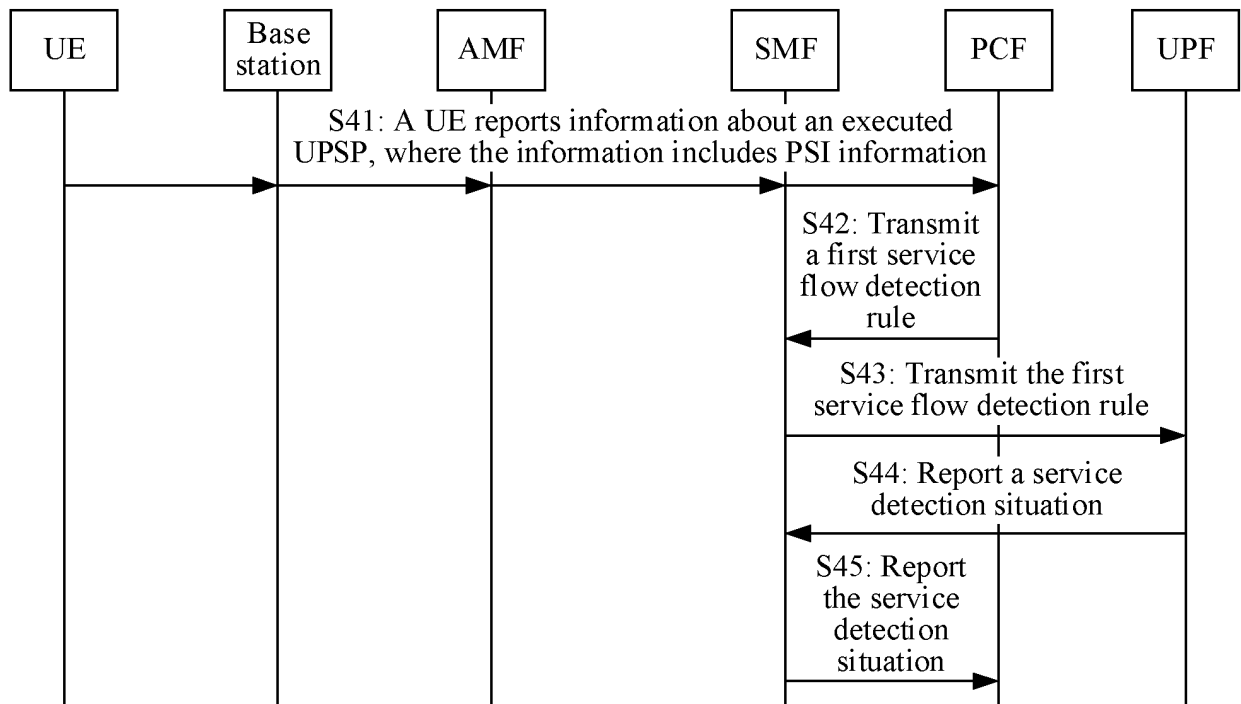 UE
Base
station
AMF
SMF
PCF
UPF
S41: A UE reports information about an executed
UPSP, where the information includes PSI information
S42: Transmit
a first service
flow detection
rule
S43: Transmit the first
service flow detection rule
S44: Report a service
detection situation
S45: Report
the service
detection
situation